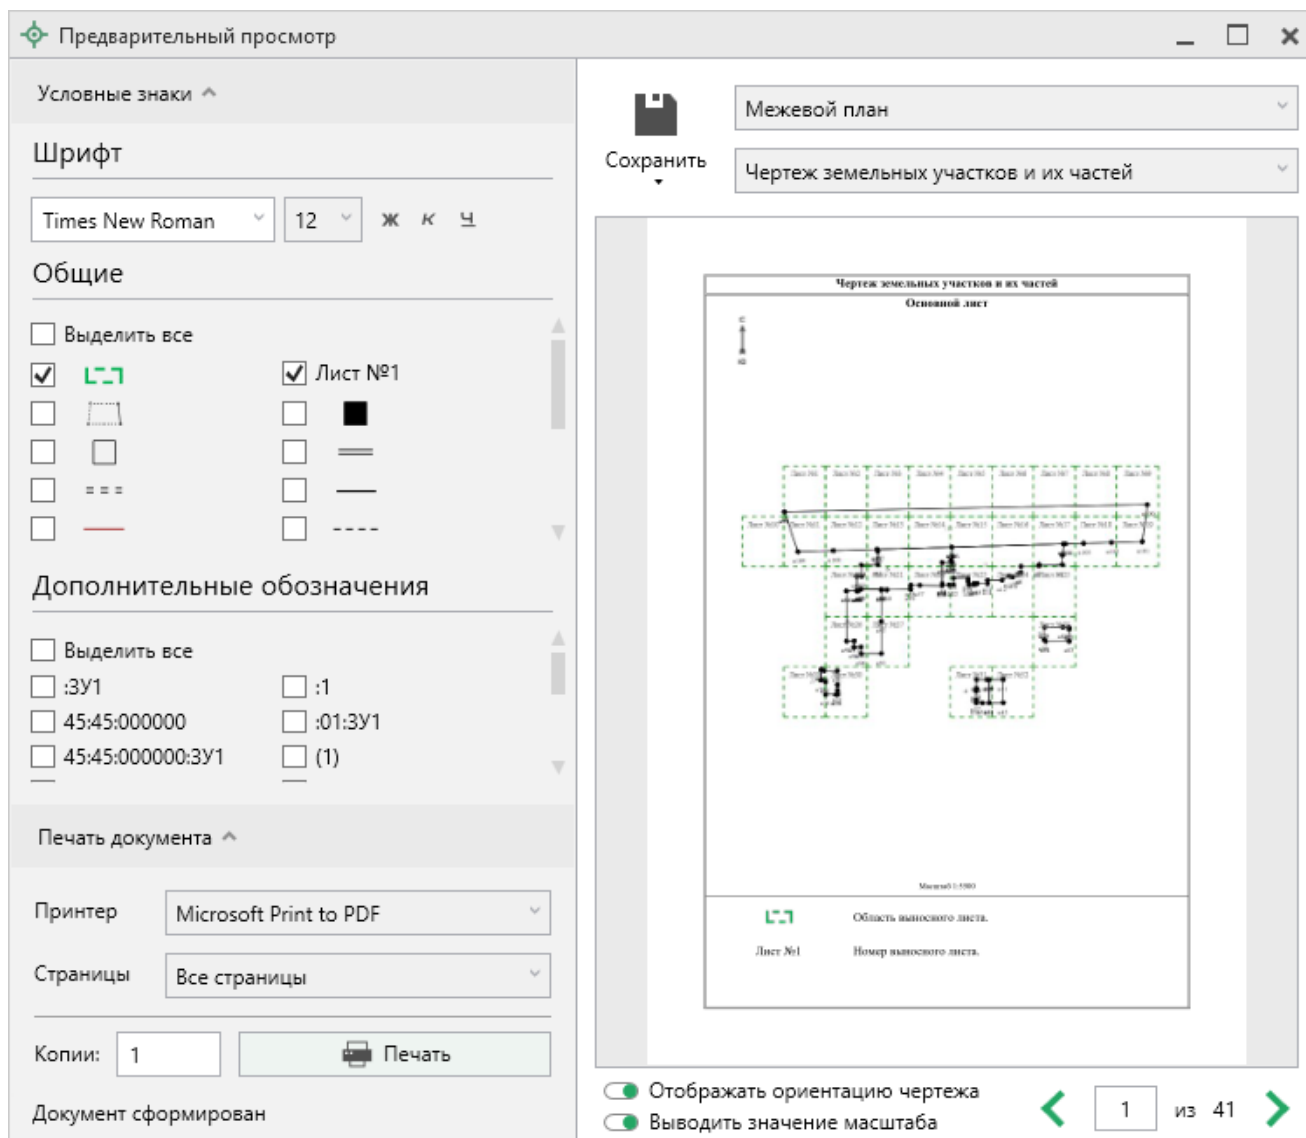 Предварительный просмотр
Условные знаки
Шрифт
Times New Roman
12
Ж К Ч
Общие
Выделить все
Лист №1
Дополнительные обозначения
Выделить все
:ЗУ1
:1
45:45:000000
:01:ЗУ1
45:45:000000:ЗУ1
(1)
Печать документа
Принтер
Microsoft Print to PDF
Страницы
Все страницы
Копии:
1
Печать
Документ сформирован
Сохранить
Межевой план
Чертеж земельных участков и их частей
Чертеж земельных участков и их частей
Основной лист
Область выносного листа.
Лист №1
Номер выносного листа.
Отображать ориентацию чертежа
Выводить значение масштаба
1 из 41